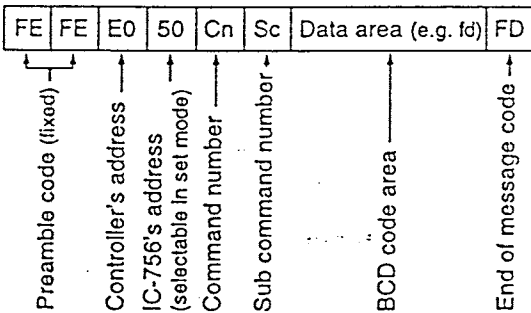 FE FE E0 50 Cn Sc Data area (e.g. fd) FD
Preamble code (fixed)
Controller's address
IC-756's address
(selectable in set mode)
Command number
Sub command number
BCD code area
End of message code